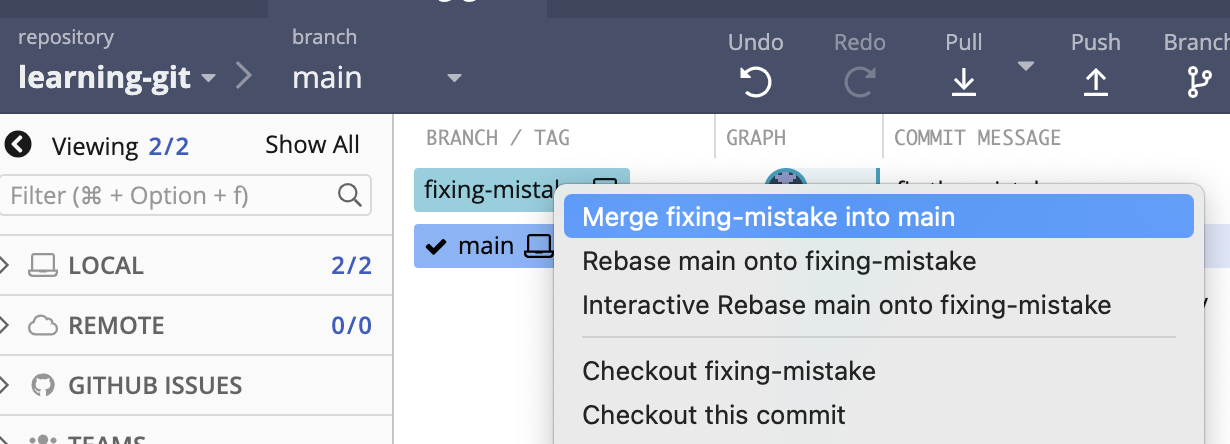 repository
branch
learning-git
main
Undo
Redo
Pull
Push
Branch
Viewing 2/2
Show All
BRANCH / TAG
GRAPH
COMMIT MESSAGE
Filter (⌘ + Option + f)
LOCAL
2/2
REMOTE
0/0
GITHUB ISSUES
TEAMS
fixing-mistak
main
Merge fixing-mistake into main
Rebase main onto fixing-mistake
Interactive Rebase main onto fixing-mistake
Checkout fixing-mistake
Checkout this commit